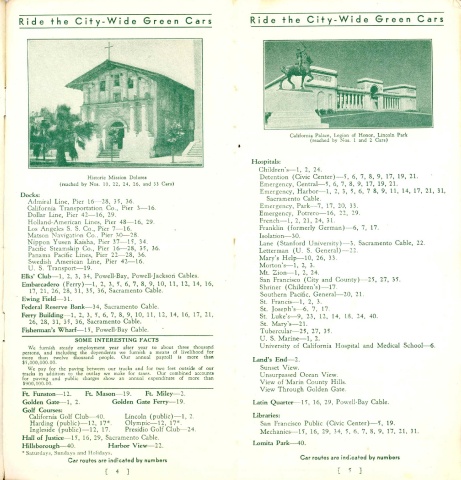 Ride the City-Wide Green Cars
Historic Mission Dolores
(reached by Nos. 10, 22, 24, 26, and 33 Cars)
Docks:
Admiral Line, Pier 16—28, 35, 36.
California Transportation Co., Pier 3—16.
Dollar Line, Pier 42—16, 29.
Holland-American Lines, Pier 48—16, 29.
Los Angeles S. S. Co., Pier 7—16.
Matson Navigation Co., Pier 30—28.
Nippon Yusen Kaisha, Pier 37—15, 34.
Pacific Steamship Co., Pier 16—28, 35, 36.
Panama Pacific Lines, Pier 22—28, 36.
Swedish American Line, Pier 45—19.
U. S. Transport—19.
Elk's Club—1, 2, 3, 34, Powell-Bay, Powell-Jackson Cables.
Embarcadero (Ferry)—1, 2, 3, 5, 6, 7, 8, 9, 10, 11, 12, 14, 16,
17, 21, 26, 28, 31, 35, 36, Sacramento Cable.
Ewing Field—31.
Federal Reserve Bank—34, Sacramento Cable.
Ferry Building—1, 2, 3, 5, 6, 7, 8, 9, 10, 11, 12, 14, 16, 17, 21,
26, 28, 31, 35, 36, Sacramento Cable.
Fisherman's Wharf—15, Powell-Bay Cable.
SOME INTERESTING FACTS
We furnish steady employment year after year to about three thousand
persons, and including the dependents we furnish a means of livelihood for
more than twelve thousand people. Our annual payroll is more than
$5,000,000.00.
We pay for the paving between our tracks and for two feet outside of our
tracks in addition to the outlay we make for our taxes. Our combined accounts
for paving and public charges show an annual expenditure of more than
$900,000.00.
Ft. Funston—12. Ft. Mason—19. Ft. Miley—2.
Golden Gate—1, 2. Golden Gate Ferry—19.
Golf Courses:
California Golf Club—40. Lincoln (public)—1, 2.
Harding (public)—12, 17*. Olympic—12, 17*.
Ingleside (public)—12, 17. Presidio Golf Club—24.
Hall of Justice—15, 16, 29, Sacramento Cable.
Hillsborough—40. Harbor View—22.
* Saturdays, Sundays and Holidays.
Car routes are indicated by numbers
[ 4 ]
Ride the City-Wide Green Cars
California Palace, Legion of Honor, Lincoln Park
(reached by Nos. 1 and 2 Cars)
Hospitals:
Children's—1, 2, 24.
Detention (Civic Center)—5, 6, 7, 8, 9, 17, 19, 21.
Emergency, Central—5, 6, 7, 8, 9, 17, 19, 21.
Emergency, Harbor—1, 2, 3, 5, 6, 7, 8, 9, 11, 14, 17, 21, 31,
Sacramento Cable.
Emergency, Park—7, 17, 20, 33.
Emergency, Potrero—16, 22, 29.
French—1, 2, 21, 24, 31.
Franklin (formerly German)—6, 7, 17.
Isolation—30.
Lane (Stanford University)—3, Sacramento Cable, 22.
Letterman (U. S. General)—22.
Mary's Help—10, 26, 33.
Morton's—1, 2, 3.
Mt. Zion—1, 2, 24.
San Francisco (City and County)—25, 27, 35.
Shriner (Children's)—17.
Southern Pacific, General—20, 21.
St. Francis—1, 2, 3.
St. Joseph's—6, 7, 17.
St. Luke's—9, 23, 12, 14, 18, 24, 40.
St. Mary's—21.
Tubercular—25, 27, 35.
U. S. Marine—1, 2.
University of California Hospital and Medical School—6.
Land's End—2.
Sunset View.
Unsurpassed Ocean View.
View of Marin County Hills.
View Through Golden Gate.
Latin Quarter—15, 16, 29, Powell-Bay Cable.
Libraries:
San Francisco Public (Civic Center)—5, 19.
Mechanics—15, 16, 29, 34, 5, 6, 7, 8, 9, 17, 21, 31.
Lomita Park—40.
Car routes are indicated by numbers
[ 5 ]